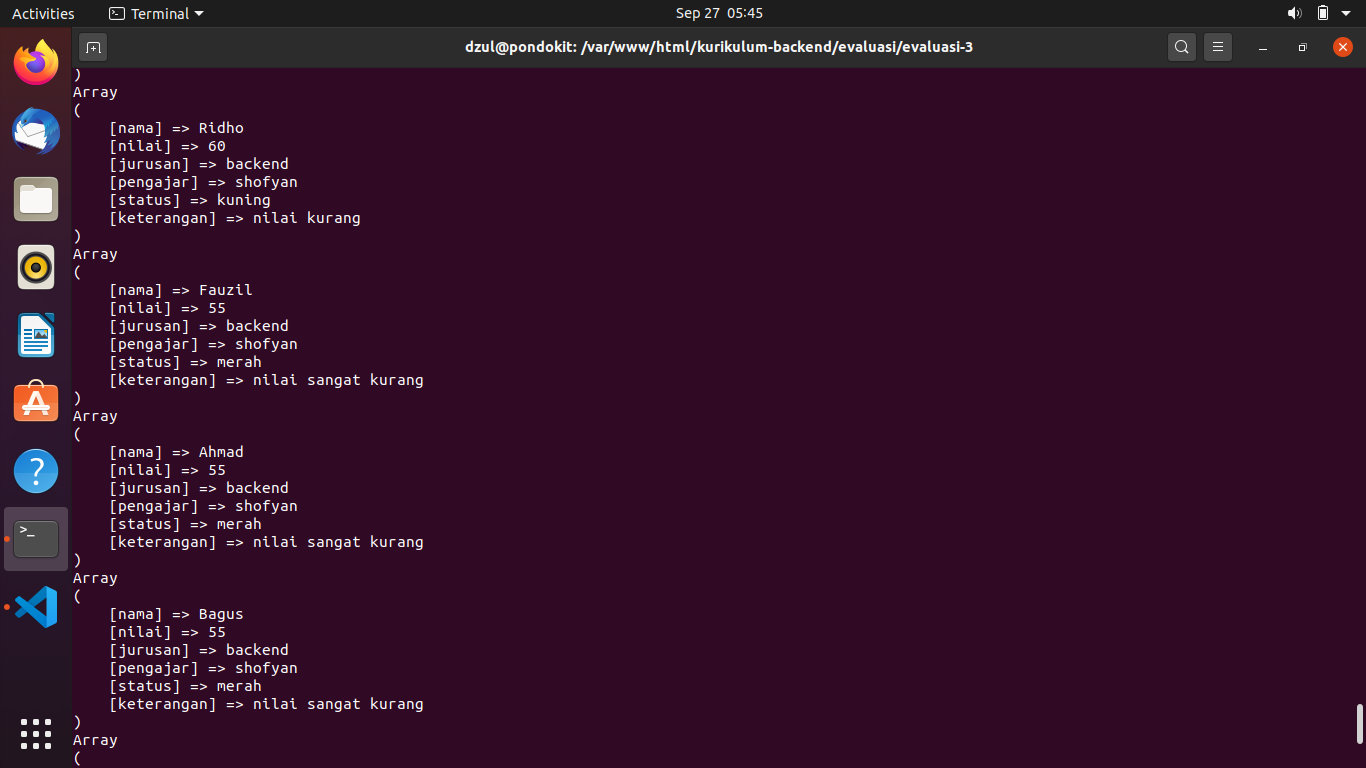 Activities
Terminal
Sep 27 05:45
dzul@pondokit: /var/www/html/kurikulum-backend/evaluasi/evaluasi-3
)
Array
(
    [nama] => Ridho
    [nilai] => 60
    [jurusan] => backend
    [pengajar] => shofyan
    [status] => kuning
    [keterangan] => nilai kurang
)
Array
(
    [nama] => Fauzil
    [nilai] => 55
    [jurusan] => backend
    [pengajar] => shofyan
    [status] => merah
    [keterangan] => nilai sangat kurang
)
Array
(
    [nama] => Ahmad
    [nilai] => 55
    [jurusan] => backend
    [pengajar] => shofyan
    [status] => merah
    [keterangan] => nilai sangat kurang
)
Array
(
    [nama] => Bagus
    [nilai] => 55
    [jurusan] => backend
    [pengajar] => shofyan
    [status] => merah
    [keterangan] => nilai sangat kurang
)
Array
(